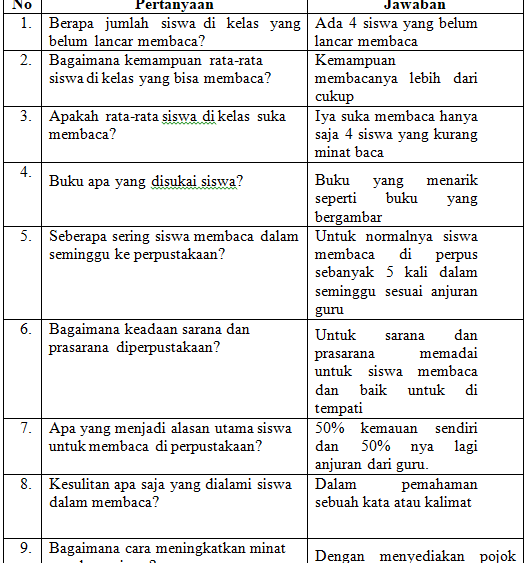 No Pertanyaan Jawaban
1. Berapa jumlah siswa di kelas yang
belum lancar membaca?
Ada 4 siswa yang belum
lancar membaca
2. Bagaimana kemampuan rata-rata
siswa di kelas yang bisa membaca?
Kemampuan
membacanya lebih dari
cukup
3. Apakah rata-rata siswa di kelas suka
membaca?
Iya suka membaca hanya
saja 4 siswa yang kurang
minat baca
4.
Buku apa yang disukai siswa?
Buku yang menarik
seperti buku yang
bergambar
5. Seberapa sering siswa membaca dalam
seminggu ke perpustakaan?
Untuk normalnya siswa
membaca di perpus
sebanyak 5 kali dalam
seminggu sesuai anjuran
guru
6. Bagaimana keadaan sarana dan
prasarana diperpustakaan?
Untuk sarana dan
prasarana memadai
untuk siswa membaca
dan baik untuk di
tempati
7. Apa yang menjadi alasan utama siswa
untuk membaca di perpustakaan?
50% kemauan sendiri
dan 50% nya lagi
anjuran dari guru.
8. Kesulitan apa saja yang dialami siswa
dalam membaca?
Dalam pemahaman
sebuah kata atau kalimat
9. Bagaimana cara meningkatkan minat
Dengan menyediakan pojok